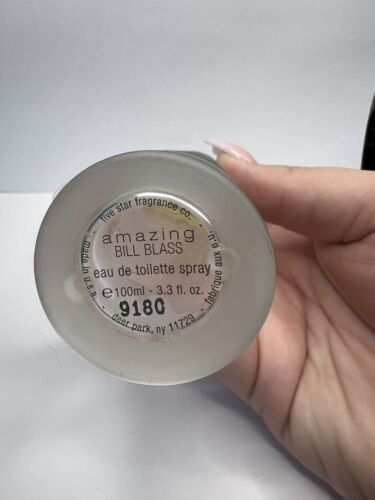 five star fragrance co.
amazing
BILL BLASS
eau de toilette spray
℮100ml - 3.3 fl. oz.
9180
deer park, ny 11729
made in u.s.a. -
- fabriqué aux e.u.